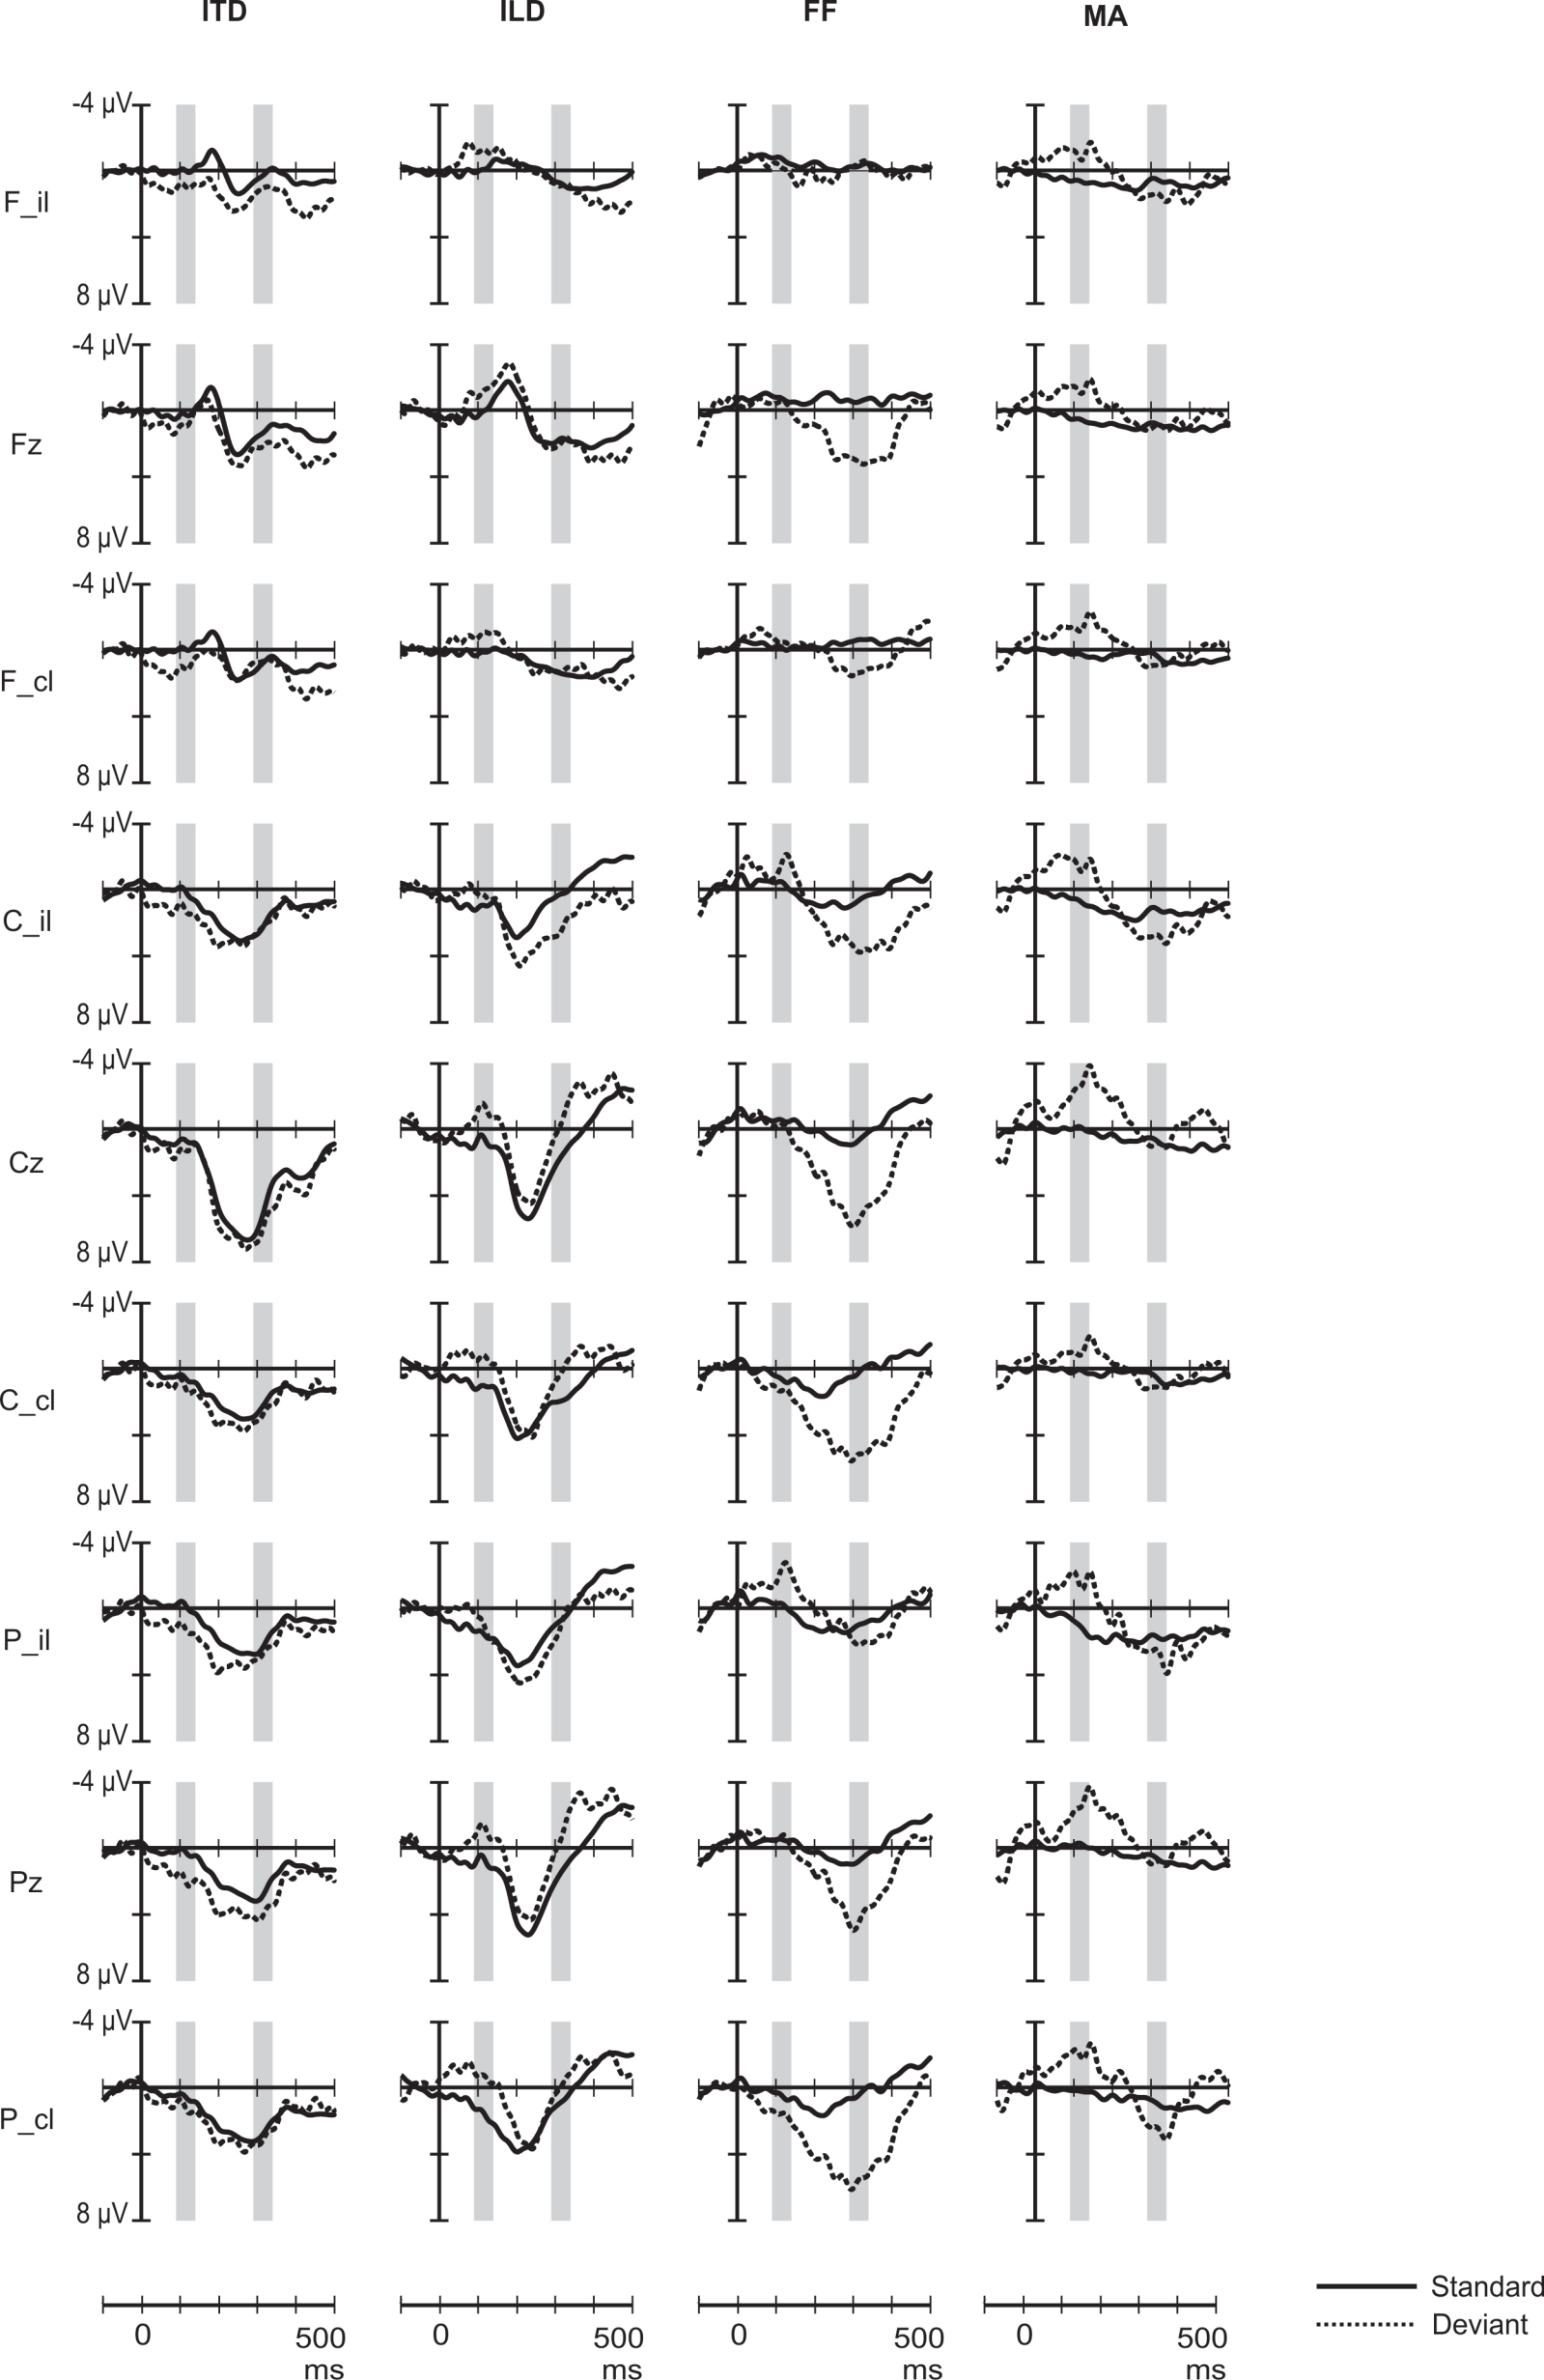 ITD ILD FF MA
-4 µV
F_il
8 µV
-4 µV
Fz
8 µV
-4 µV
F_cl
8 µV
-4 µV
C_il
8 µV
-4 µV
Cz
8 µV
-4 µV
C_cl
8 µV
-4 µV
P_il
8 µV
-4 µV
Pz
8 µV
-4 µV
P_cl
8 µV
Standard
Deviant
0 500 0 500 0 500 0 500
ms ms ms ms